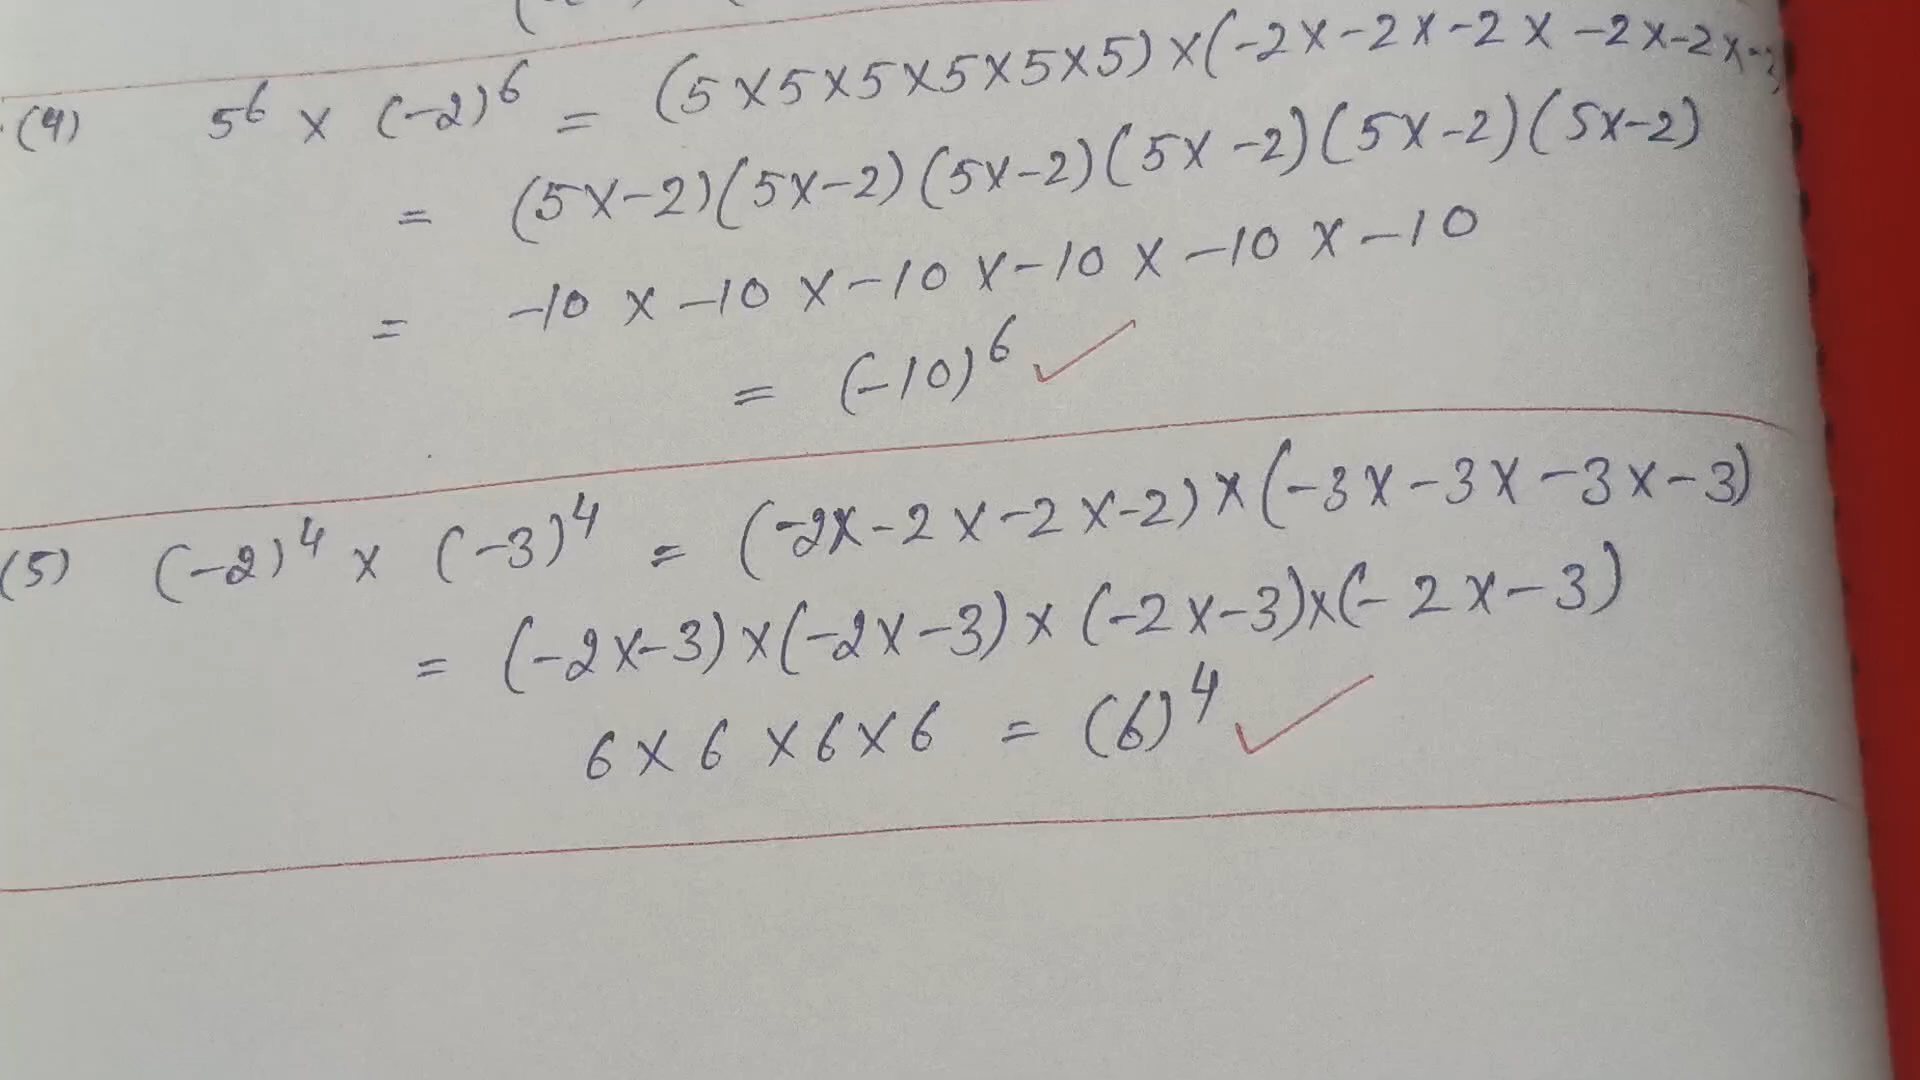 (4) 5⁶ × (-2)⁶ = (5×5×5×5×5×5)×(-2×-2×-2×-2×-2×-2
= (5×-2)(5×-2)(5×-2)(5×-2)(5×-2)(5×-2)
= -10 × -10 × -10 × -10 × -10 × -10
= (-10)⁶ ✓
(5) (-2)⁴ × (-3)⁴ = (-2×-2×-2×-2)×(-3×-3×-3×-3)
= (-2×-3)×(-2×-3)×(-2×-3)×(-2×-3)
6×6×6×6 = (6)⁴ ✓